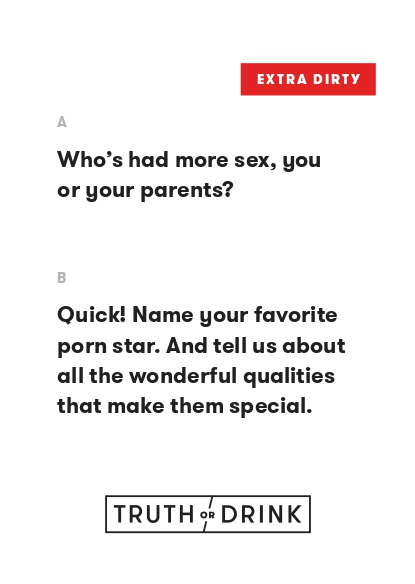 EXTRA DIRTY
A
Who’s had more sex, you
or your parents?
B
Quick! Name your favorite
porn star. And tell us about
all the wonderful qualities
that make them special.
TRUTH OR DRINK